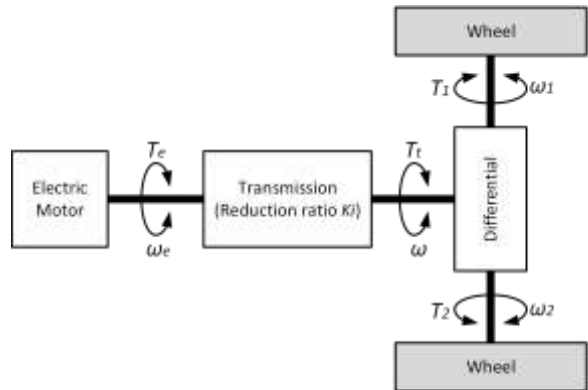 Wheel
T1
ω1
Te
Tt
Electric
Motor
Transmission
(Reduction ratio Ki)
Differential
ωe
ω
T2
ω2
Wheel